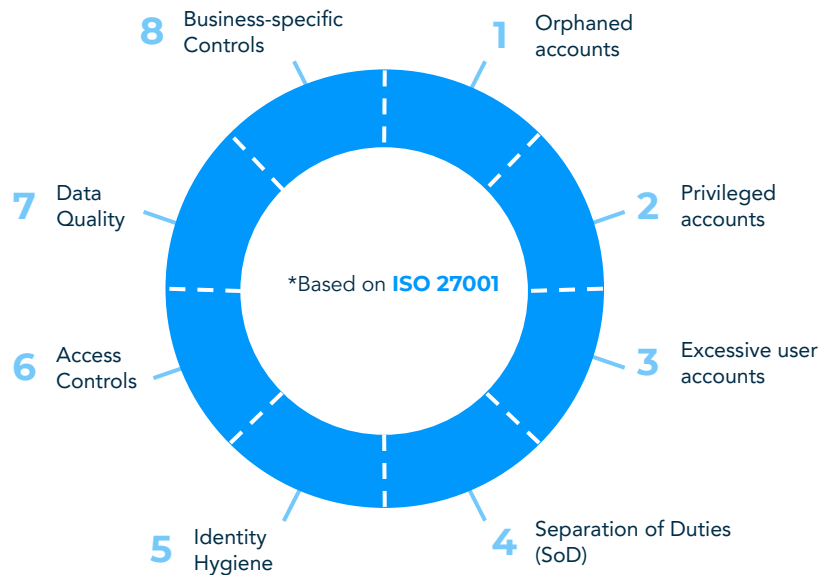 8 Business-specific
Controls
1 Orphaned
accounts
7 Data
Quality
2 Privileged
accounts
*Based on ISO 27001
6 Access
Controls
3 Excessive user
accounts
5 Identity
Hygiene
4 Separation of Duties
(SoD)